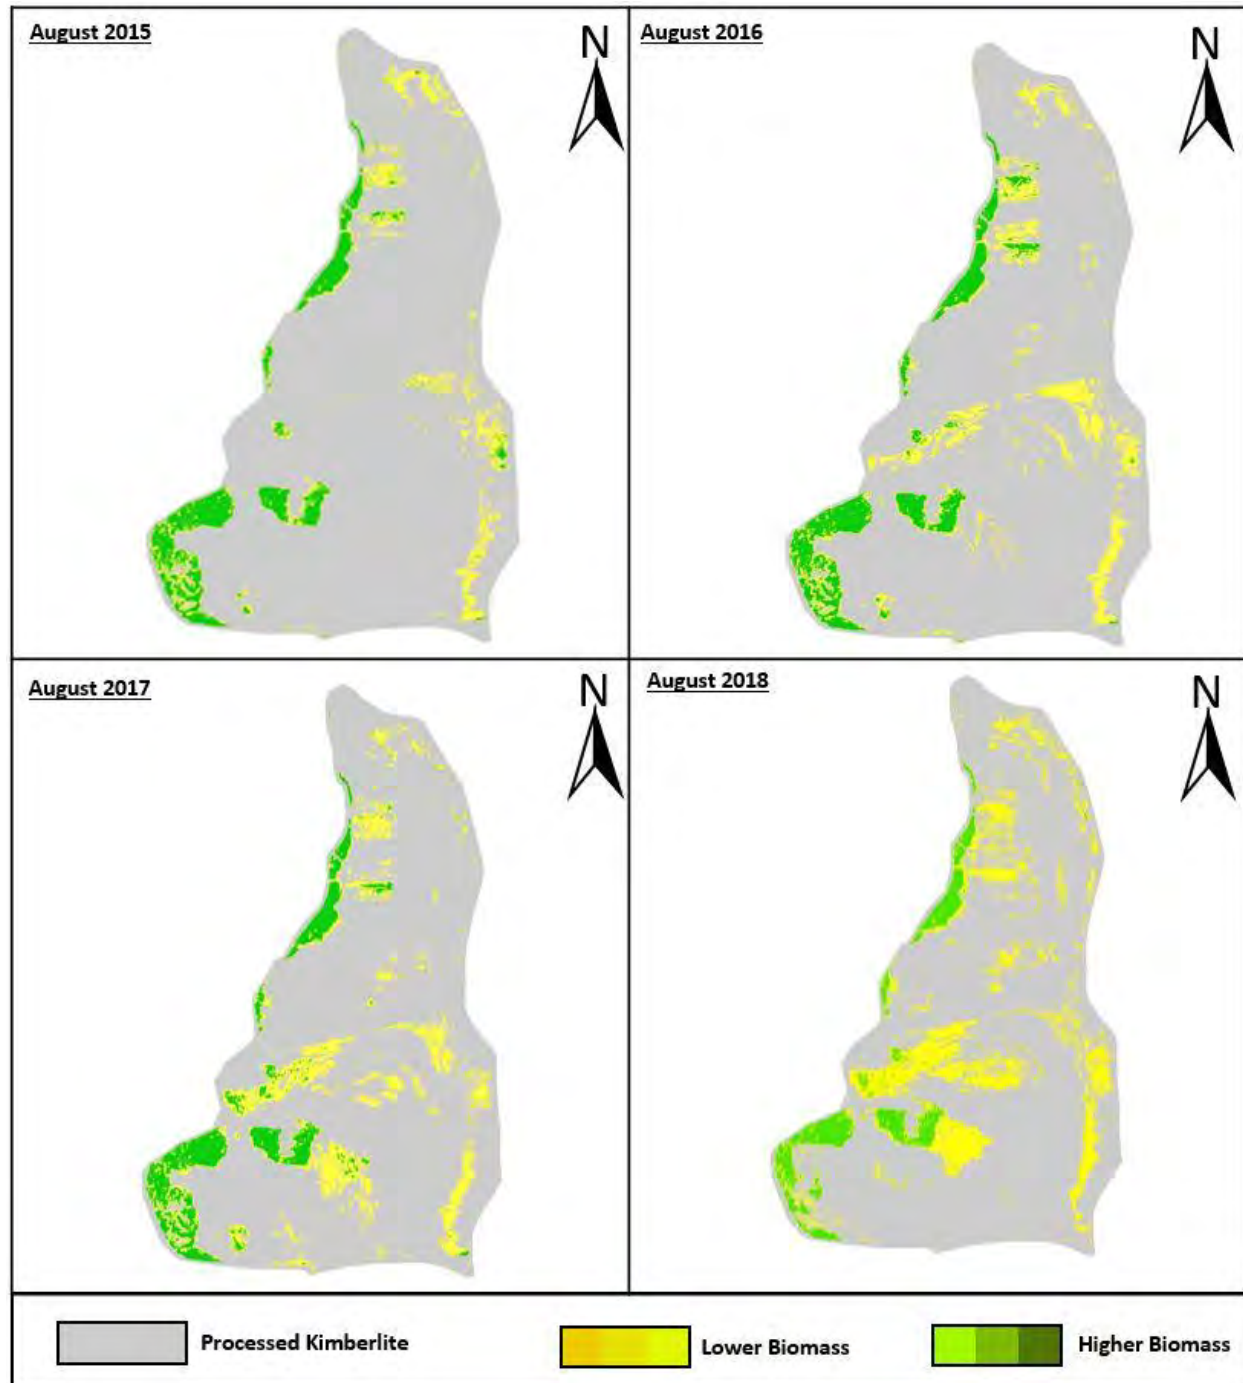 August 2015
N
August 2016
N
August 2017
N
August 2018
N
Processed Kimberlite
Lower Biomass
Higher Biomass